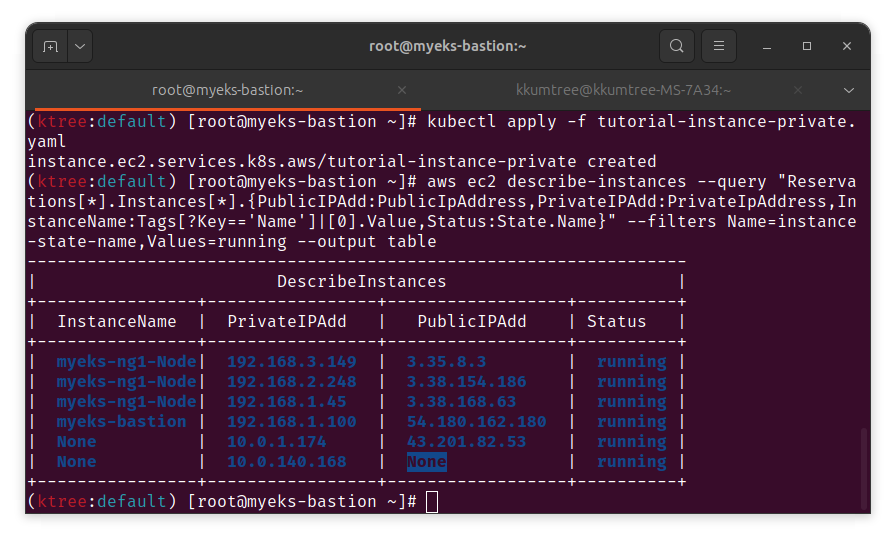 root@myeks-bastion:~
root@myeks-bastion:~ × kkumtree@kkumtree-MS-7A34:~ ×
(ktree:default) [root@myeks-bastion ~]# kubectl apply -f tutorial-instance-private.
yaml
instance.ec2.services.k8s.aws/tutorial-instance-private created
(ktree:default) [root@myeks-bastion ~]# aws ec2 describe-instances --query "Reserva
tions[*].Instances[*].{PublicIPAdd:PublicIpAddress,PrivateIPAdd:PrivateIpAddress,In
stanceName:Tags[?Key=='Name']|[0].Value,Status:State.Name}" --filters Name=instance
-state-name,Values=running --output table
--------------------------------------------------------------------
|                        DescribeInstances                         |
+----------------+-----------------+------------------+----------+
|  InstanceName  |  PrivateIPAdd   |   PublicIPAdd    | Status   |
+----------------+-----------------+------------------+----------+
|  myeks-ng1-Node|  192.168.3.149  |  3.35.8.3        |  running |
|  myeks-ng1-Node|  192.168.2.248  |  3.38.154.186    |  running |
|  myeks-ng1-Node|  192.168.1.45   |  3.38.168.63     |  running |
|  myeks-bastion |  192.168.1.100  |  54.180.162.180  |  running |
|  None          |  10.0.1.174     |  43.201.82.53    |  running |
|  None          |  10.0.140.168   |  None            |  running |
+----------------+-----------------+------------------+----------+
(ktree:default) [root@myeks-bastion ~]#